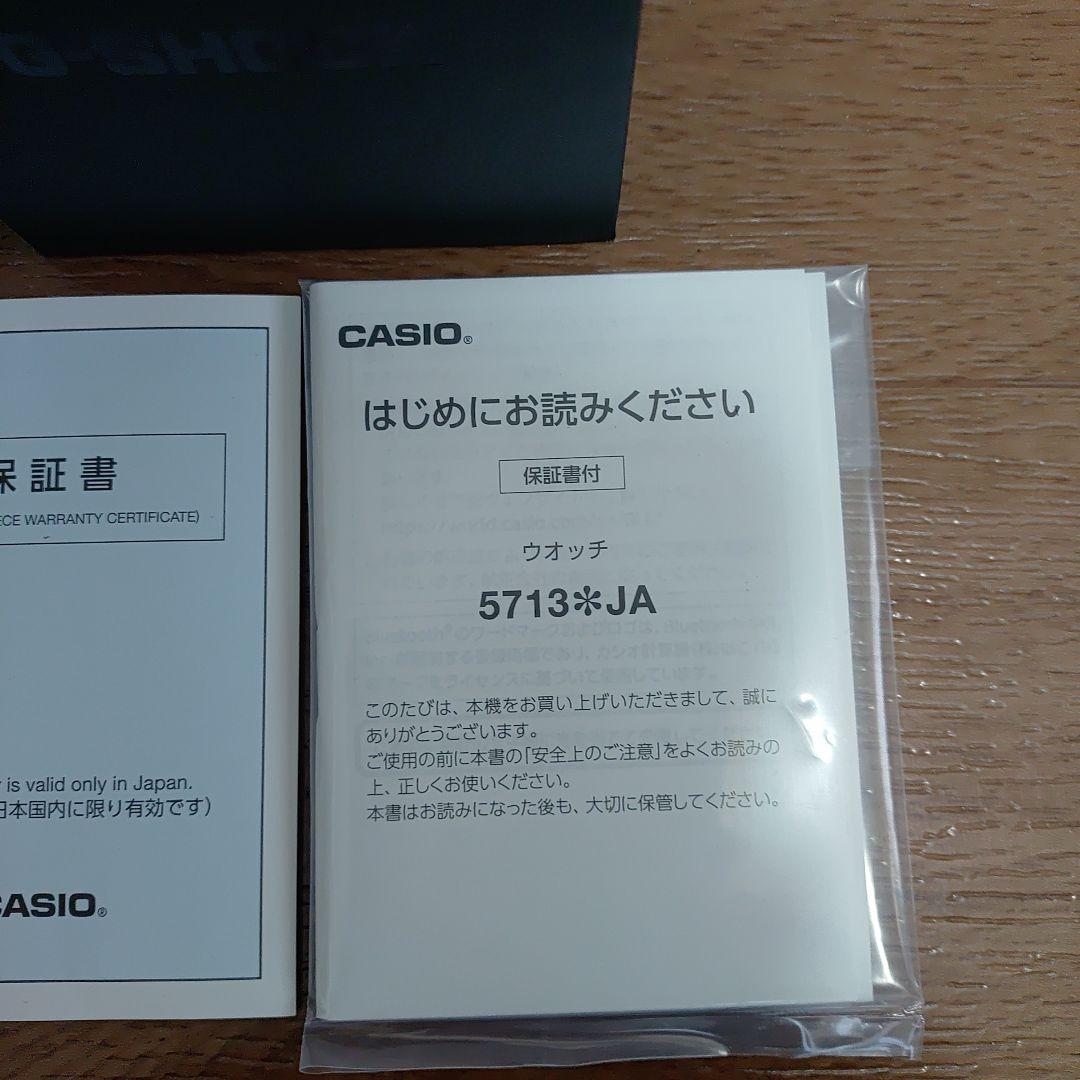 G-SHOCK
保証書
ECE WARRANTY CERTIFICATE)
is valid only in Japan.
日本国内に限り有効です)
CASIO®
CASIO®
はじめにお読みください
保証書付
ウオッチ
5713✻JA
このたびは、本機をお買い上げいただきまして、誠に
ありがとうございます。
ご使用の前に本書の「安全上のご注意」をよくお読みの
上、正しくお使いください。
本書はお読みになった後も、大切に保管してください。